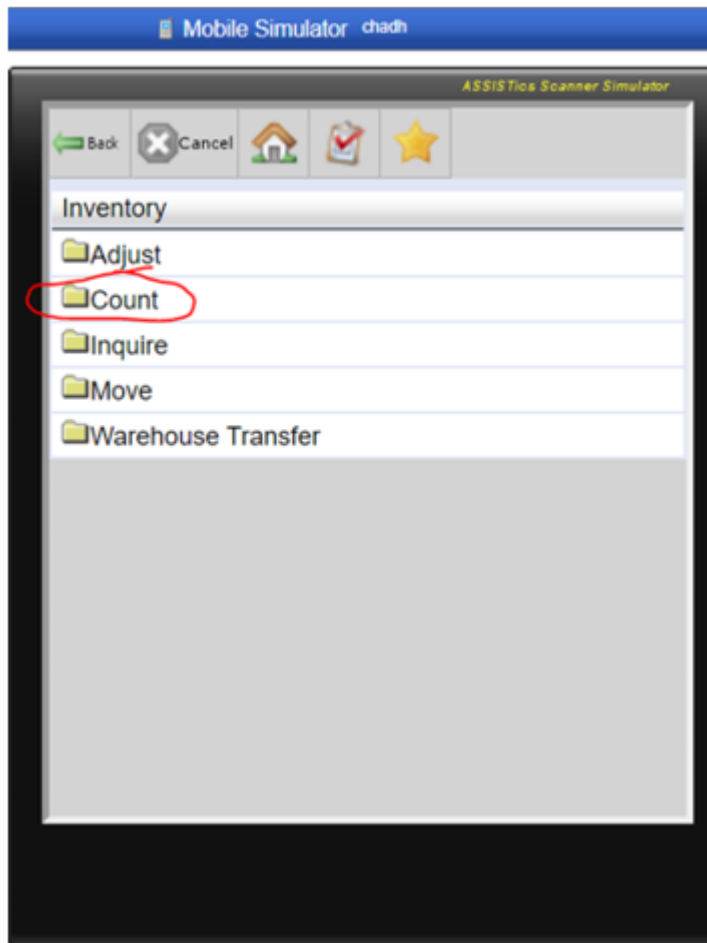 Mobile Simulator chadh
ASSISTics Scanner Simulator
Back Cancel
Inventory
Adjust
Count
Inquire
Move
Warehouse Transfer